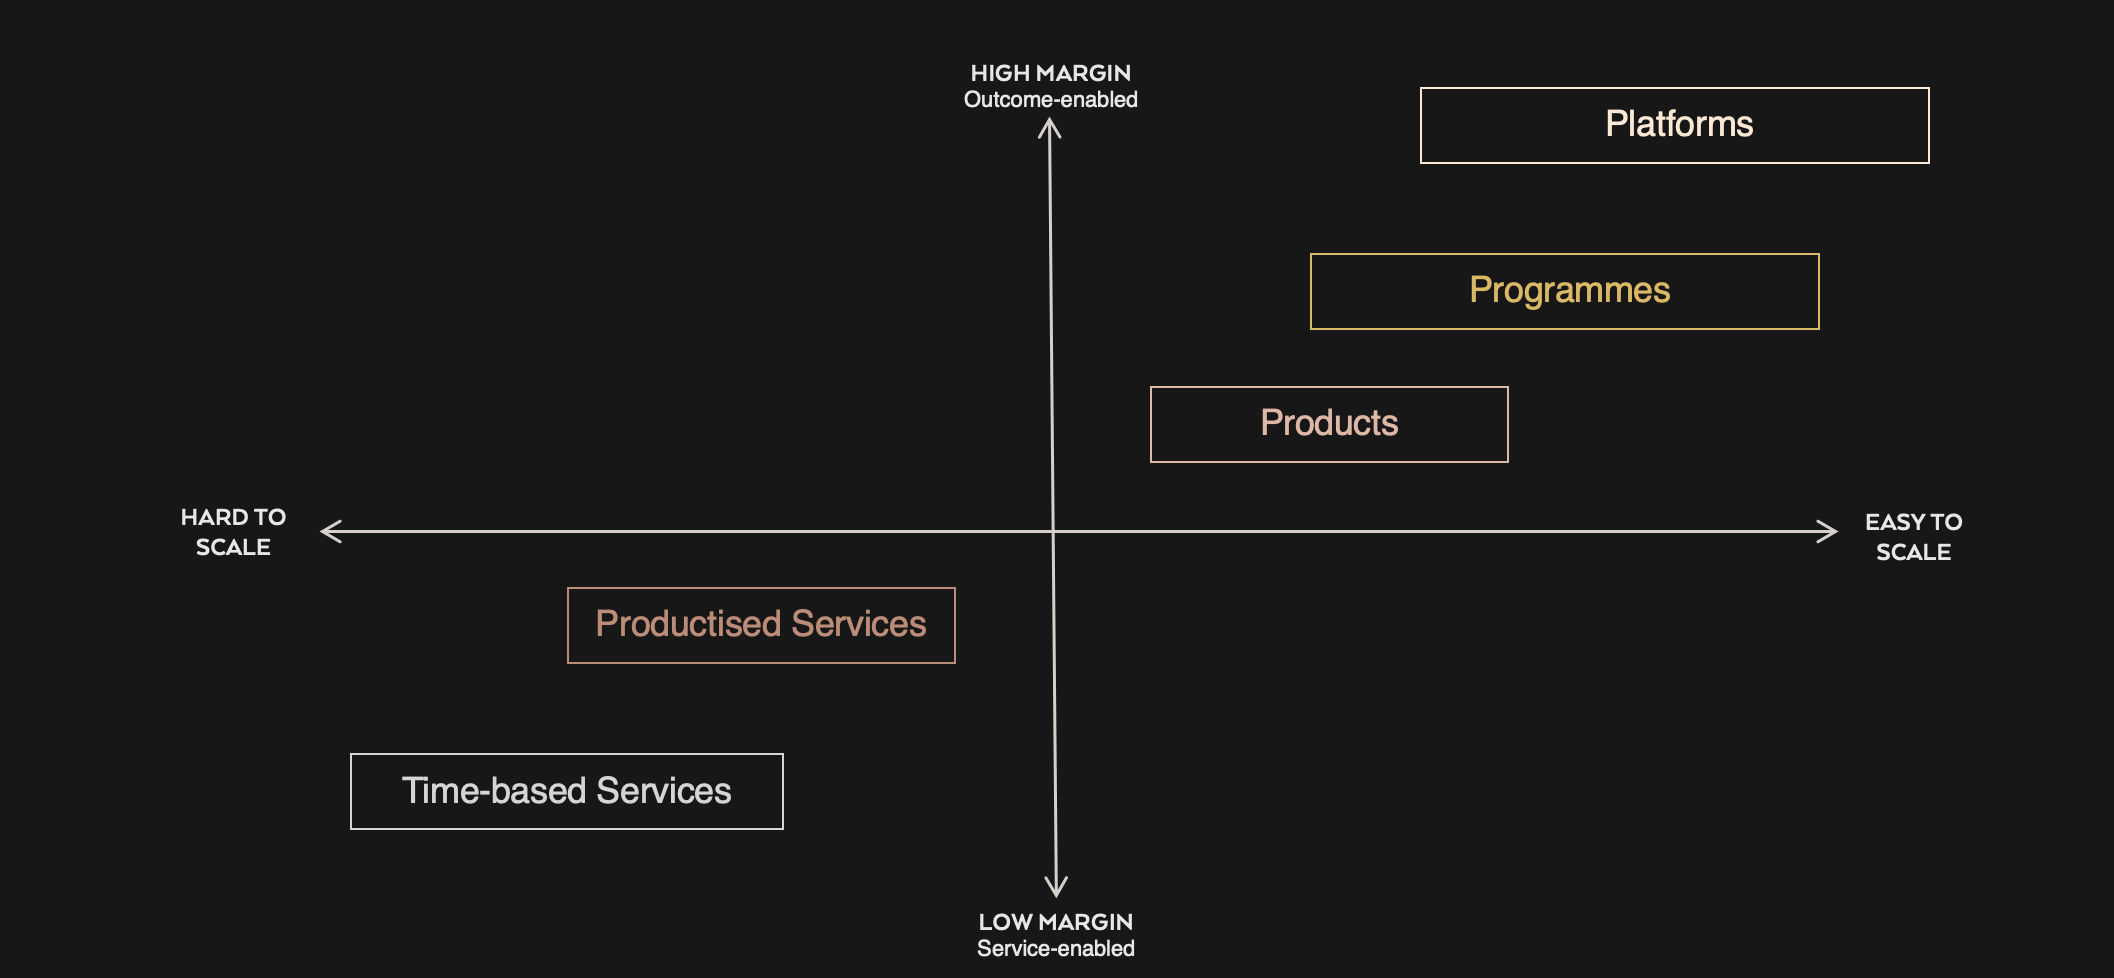 HIGH MARGIN
Outcome-enabled
Platforms
Programmes
Products
HARD TO
SCALE
EASY TO
SCALE
Productised Services
Time-based Services
LOW MARGIN
Service-enabled